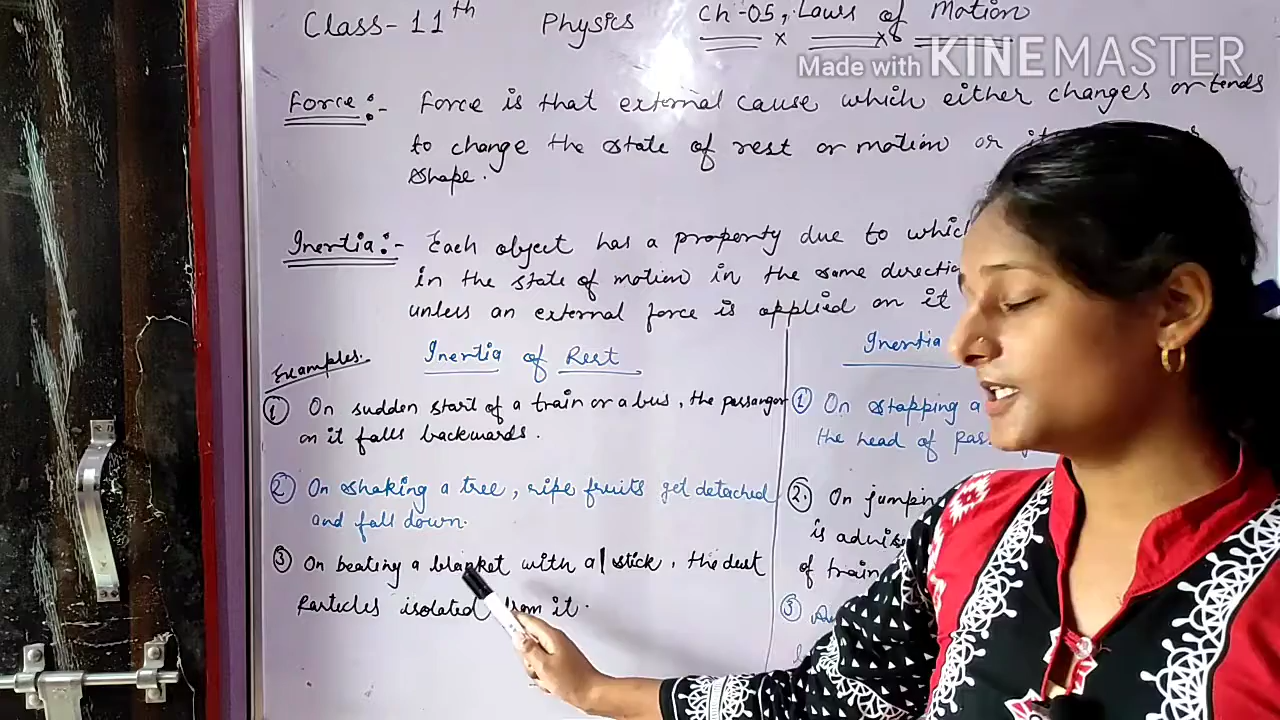 Class-11th Physics Ch-05, Laws of Motion
Made with KINEMASTER
Force:- Force is that external cause which either changes or tends
to change the state of rest or motion or
shape.
Inertia:- Each object has a property due to
in the state of motion in the same
unless an external force is applied on it
Examples:
Inertia of Rest
① On sudden start of a train or a bus, the passangor
on it falls backwards.
② On shaking a tree, ripe fruits get detached
and fall down.
③ On beating a blanket with a stick, the dust
Particles isolated from it.
Inertia
① On stopping a
the head of
2. On
is
of train
③